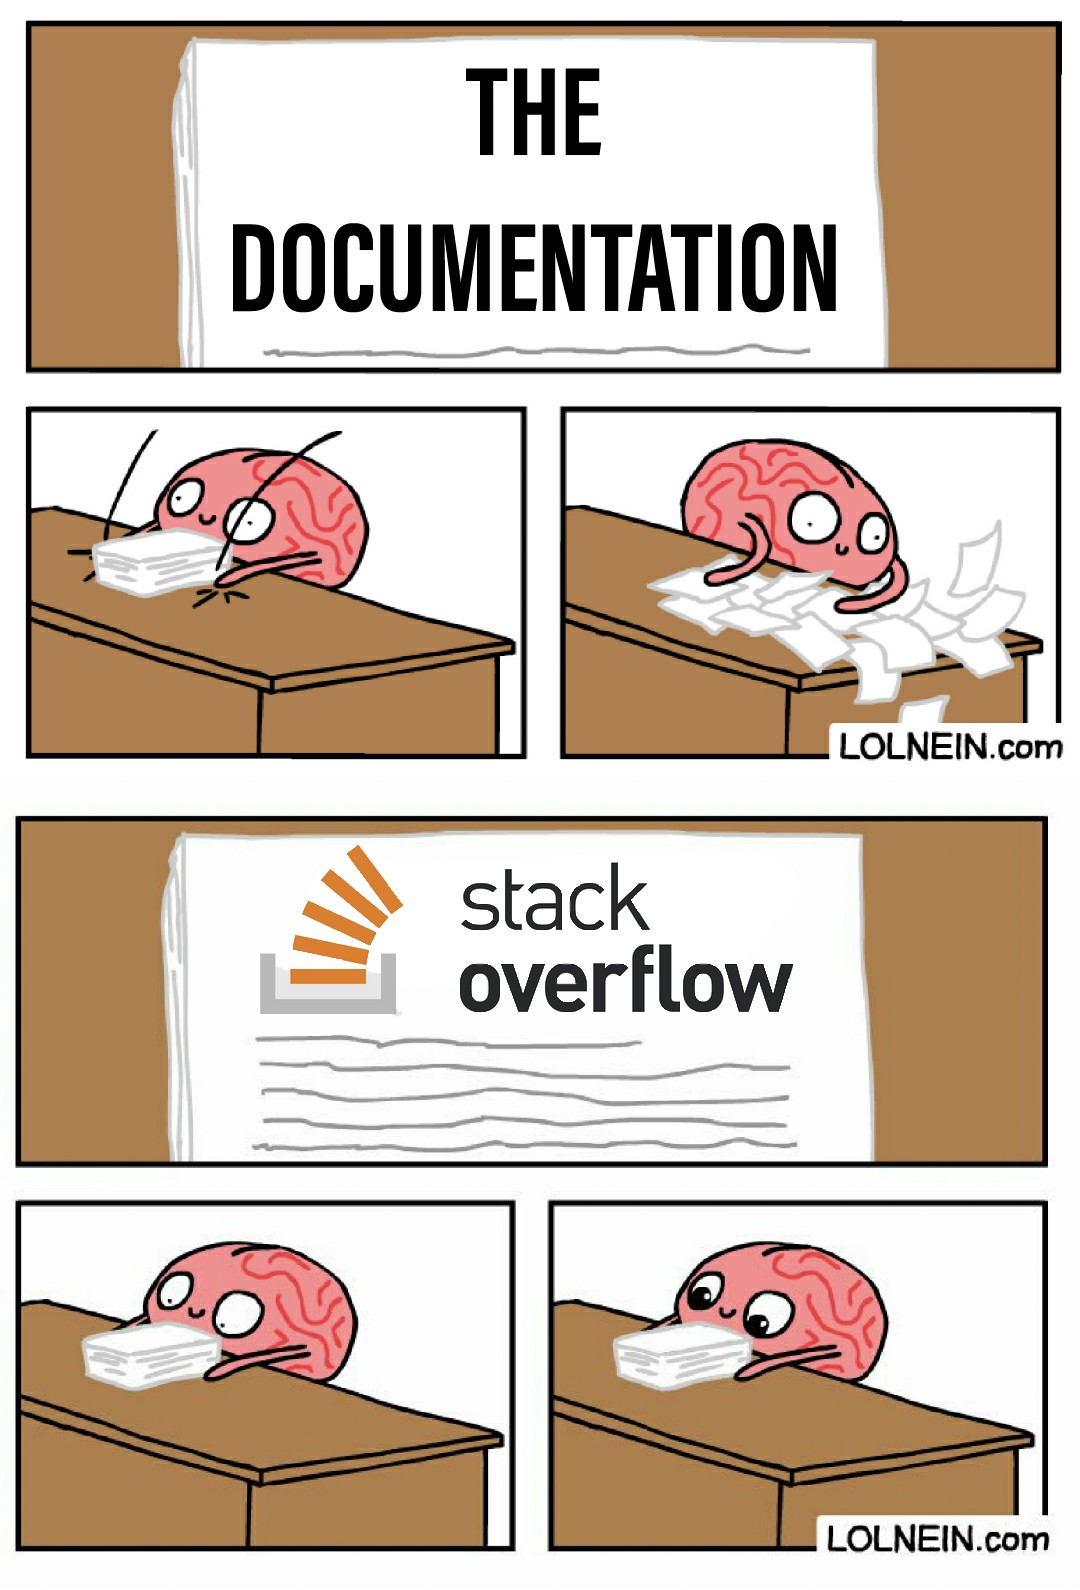 THE
DOCUMENTATION
LOLNEIN.com
stack
overflow
LOLNEIN.com